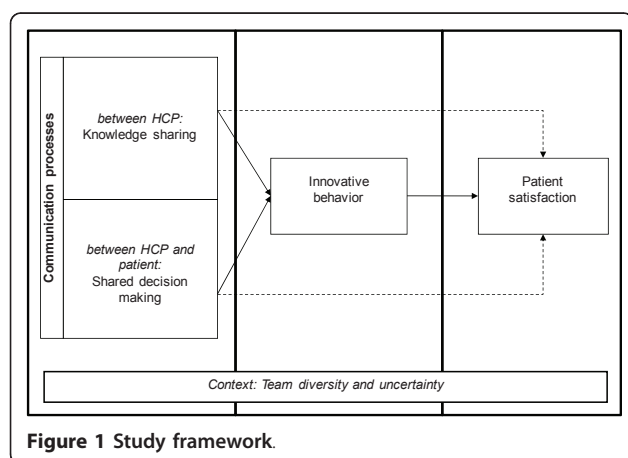 Communication processes
between HCP:
Knowledge sharing
between HCP and
patient:
Shared decision
making
Innovative
behavior
Patient
satisfaction
Context: Team diversity and uncertainty
Figure 1 Study framework.